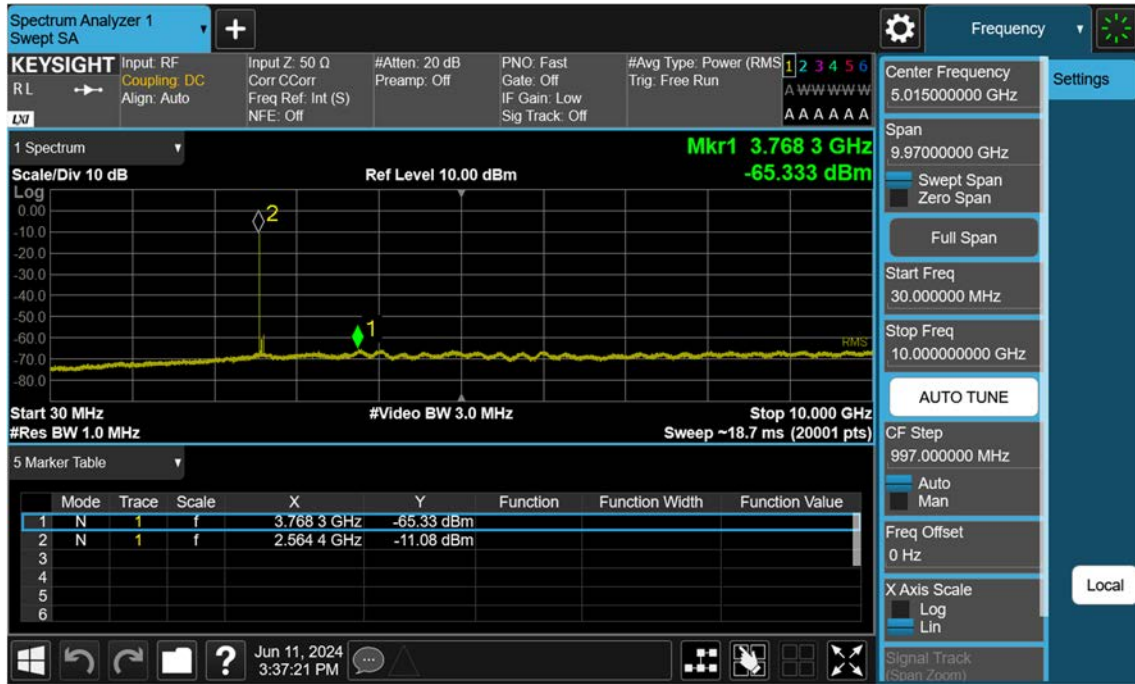 Spectrum Analyzer 1
Swept SA
Frequency
KEYSIGHT
RL
LXI
Input: RF
Coupling: DC
Align: Auto
Input Z: 50 Ω
Corr CCorr
Freq Ref: Int (S)
NFE: Off
#Atten: 20 dB
Preamp: Off
PNO: Fast
Gate: Off
IF Gain: Low
Sig Track: Off
#Avg Type: Power (RMS
Trig: Free Run
1 2 3 4 5 6
A W W W W W
A A A A A A
1 Spectrum
Mkr1 3.768 3 GHz
Scale/Div 10 dB
Ref Level 10.00 dBm
-65.333 dBm
Log
0.00
-10.0
-20.0
-30.0
-40.0
-50.0
-60.0
-70.0
-80.0
2
1
RMS
Start 30 MHz
#Video BW 3.0 MHz
Stop 10.000 GHz
#Res BW 1.0 MHz
Sweep ~18.7 ms (20001 pts)
5 Marker Table
Mode Trace Scale X Y Function Function Width Function Value
1 N 1 f 3.768 3 GHz -65.33 dBm
2 N 1 f 2.564 4 GHz -11.08 dBm
3
4
5
6
?
Jun 11, 2024
3:37:21 PM
Center Frequency
5.015000000 GHz
Settings
Span
9.97000000 GHz
Swept Span
Zero Span
Full Span
Start Freq
30.000000 MHz
Stop Freq
10.000000000 GHz
AUTO TUNE
CF Step
997.000000 MHz
Auto
Man
Freq Offset
0 Hz
X Axis Scale
Log
Lin
Local
Signal Track
(Span Zoom)